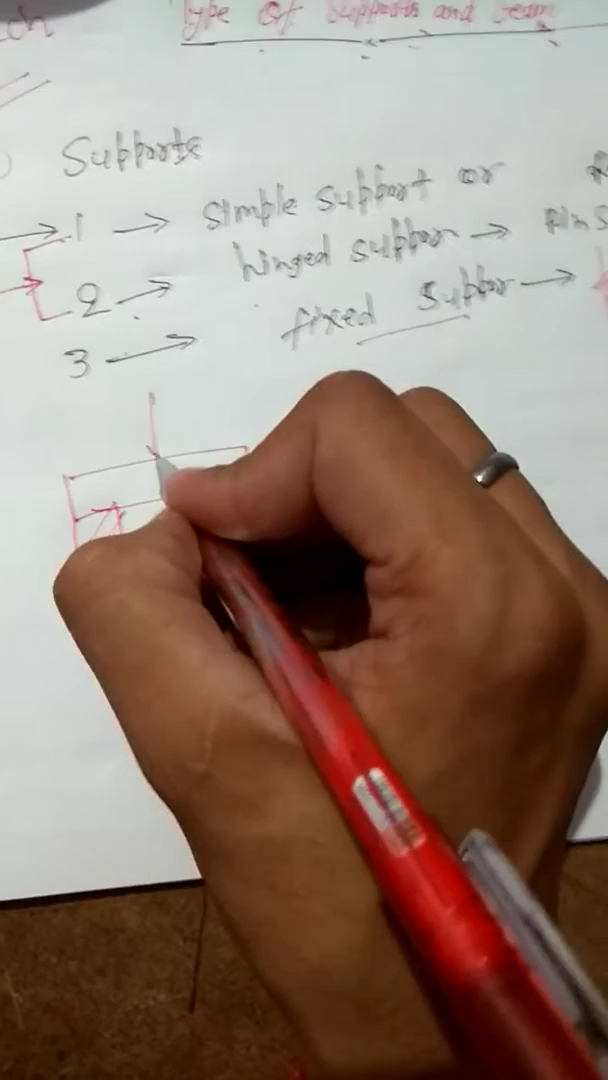 Type of supports and beam
Supports
1 → simple support or
hinged support →
2 →
3 → fixed support →